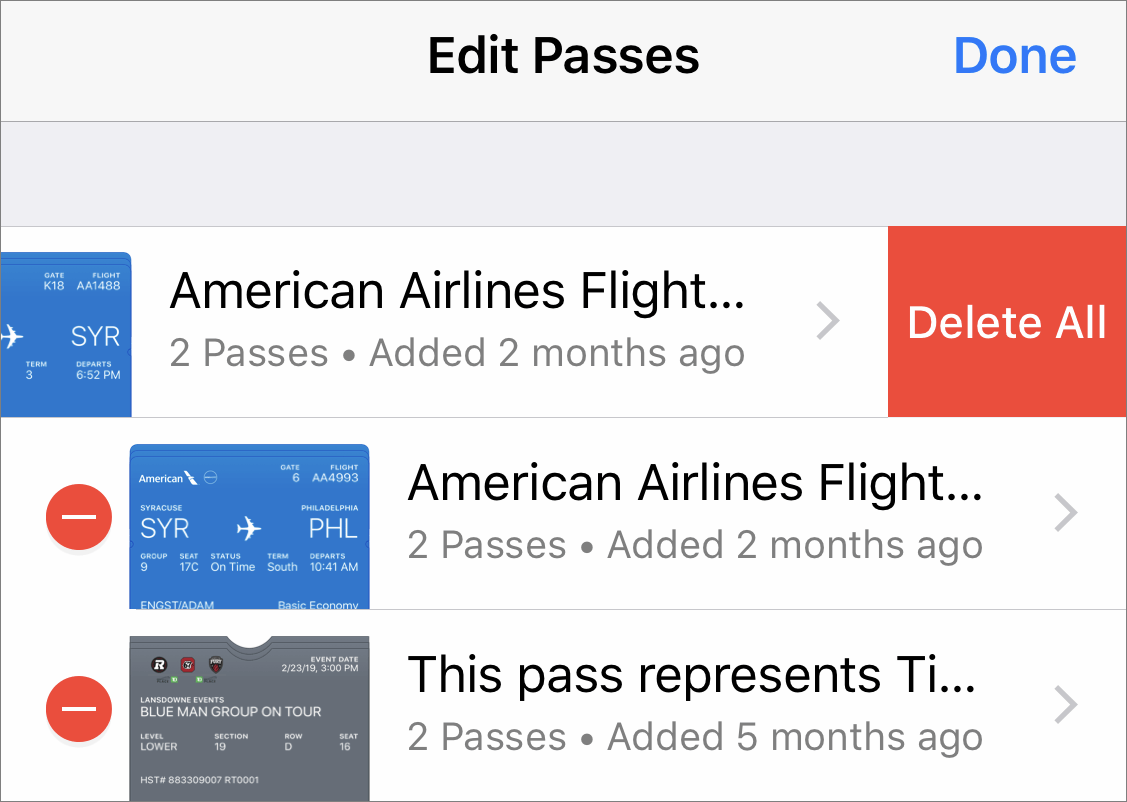 Edit Passes
Done
GATE FLIGHT
K18 AA1488
SYR
TERM DEPARTS
3 6:52 PM
American Airlines Flight...
2 Passes • Added 2 months ago
Delete All
American
GATE FLIGHT
6 AA4993
SYRACUSE PHILADELPHIA
SYR PHL
GROUP SEAT STATUS TERM DEPARTS
9 17C On Time South 10:41 AM
ENGST/ADAM Basic Economy
American Airlines Flight...
2 Passes • Added 2 months ago
EVENT DATE
2/23/19, 3:00 PM
LANSDOWNE EVENTS
BLUE MAN GROUP ON TOUR
LEVEL SECTION ROW SEAT
LOWER 19 D 16
HST# 883309007 RT0001
This pass represents Ti...
2 Passes • Added 5 months ago